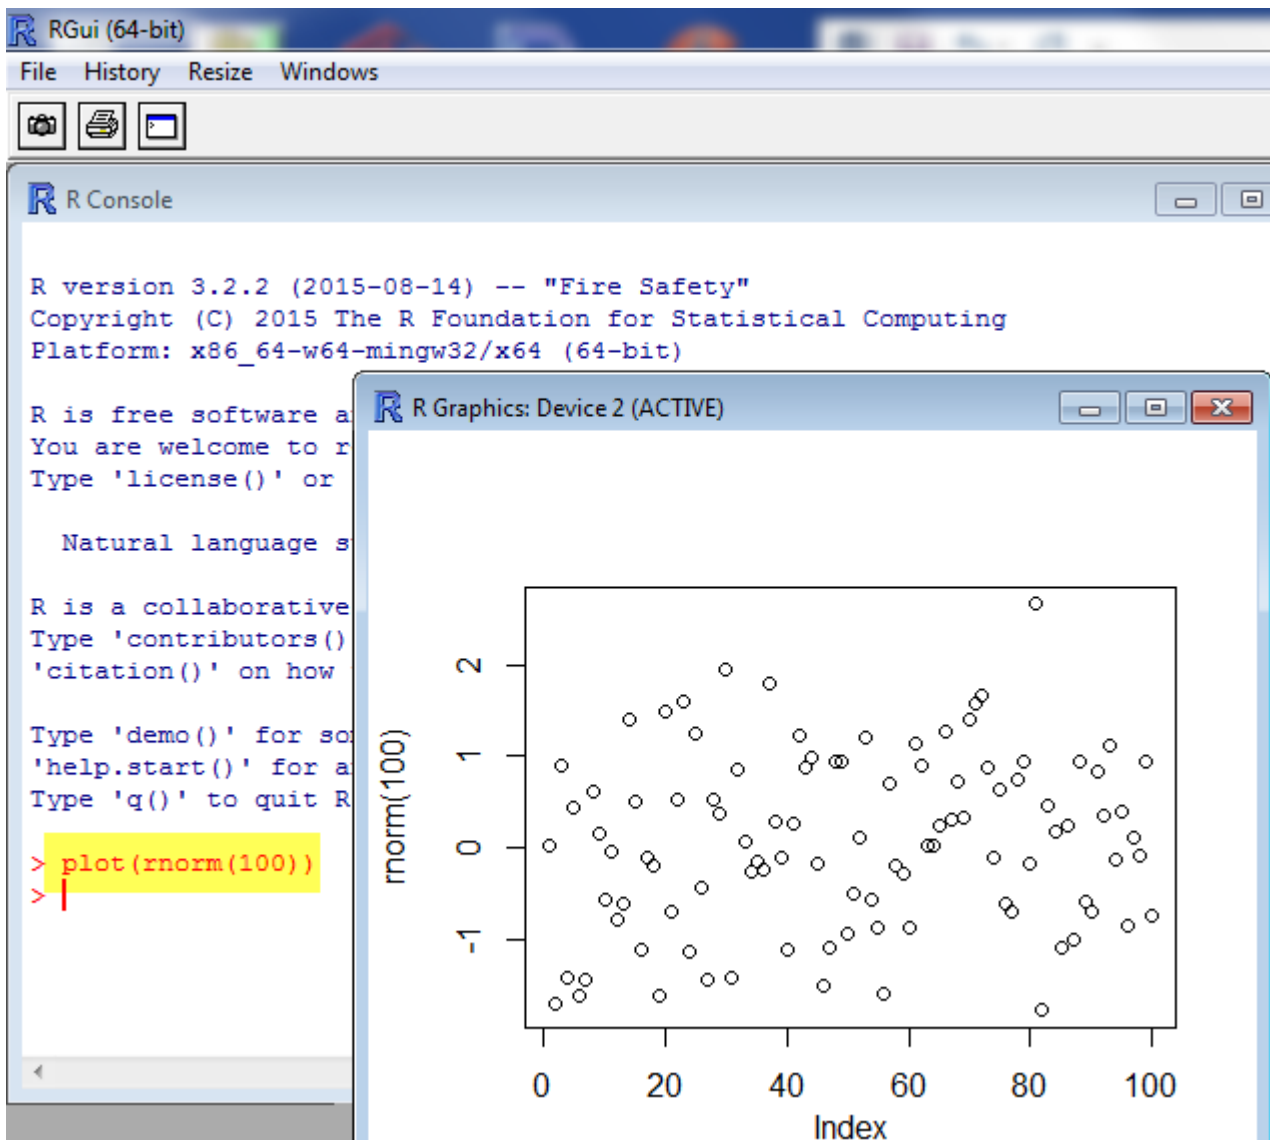 RGui (64-bit)
File History Resize Windows
R Console
R version 3.2.2 (2015-08-14) -- "Fire Safety"
Copyright (C) 2015 The R Foundation for Statistical Computing
Platform: x86_64-w64-mingw32/x64 (64-bit)
R is free software a
You are welcome to r
Type 'license()' or
Natural language s
R is a collaborative
Type 'contributors()
'citation()' on how
Type 'demo()' for so
'help.start()' for a
Type 'q()' to quit R
> plot(rnorm(100))
>
R Graphics: Device 2 (ACTIVE)
rnorm(100)
2
1
0
-1
0 20 40 60 80 100
Index